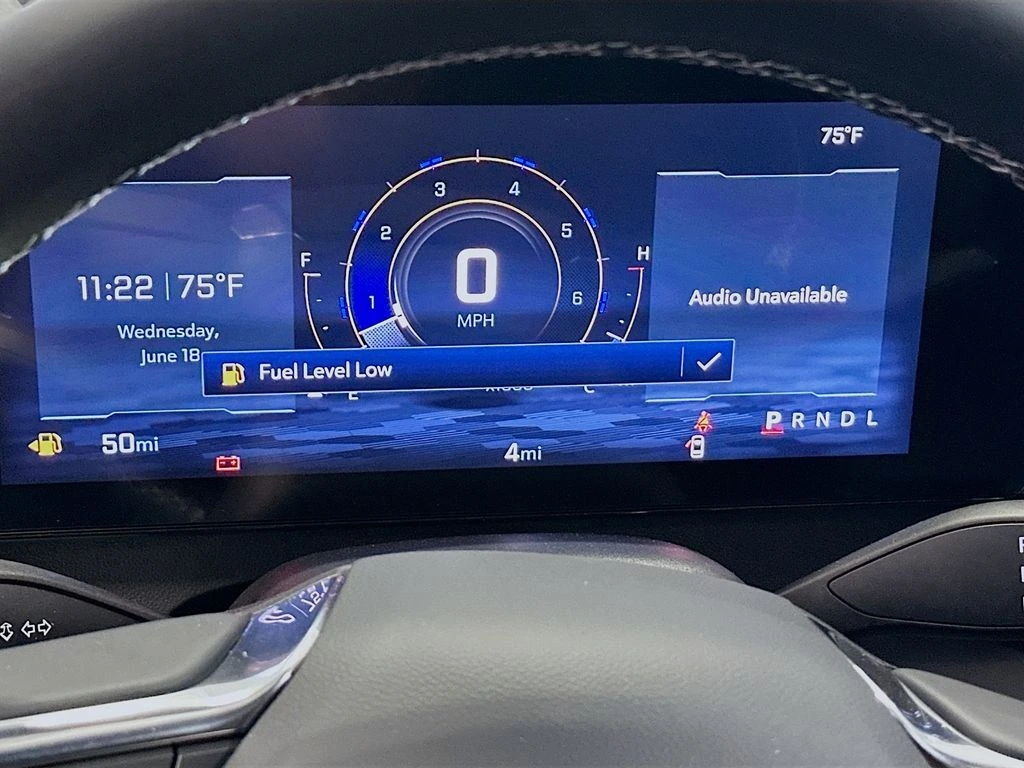 75°F
3 4
2 5
F H
11:22 | 75°F
0
1 6
Audio Unavailable
MPH
Wednesday,
June 18
Fuel Level Low
E C
P R N D L
50mi
4mi